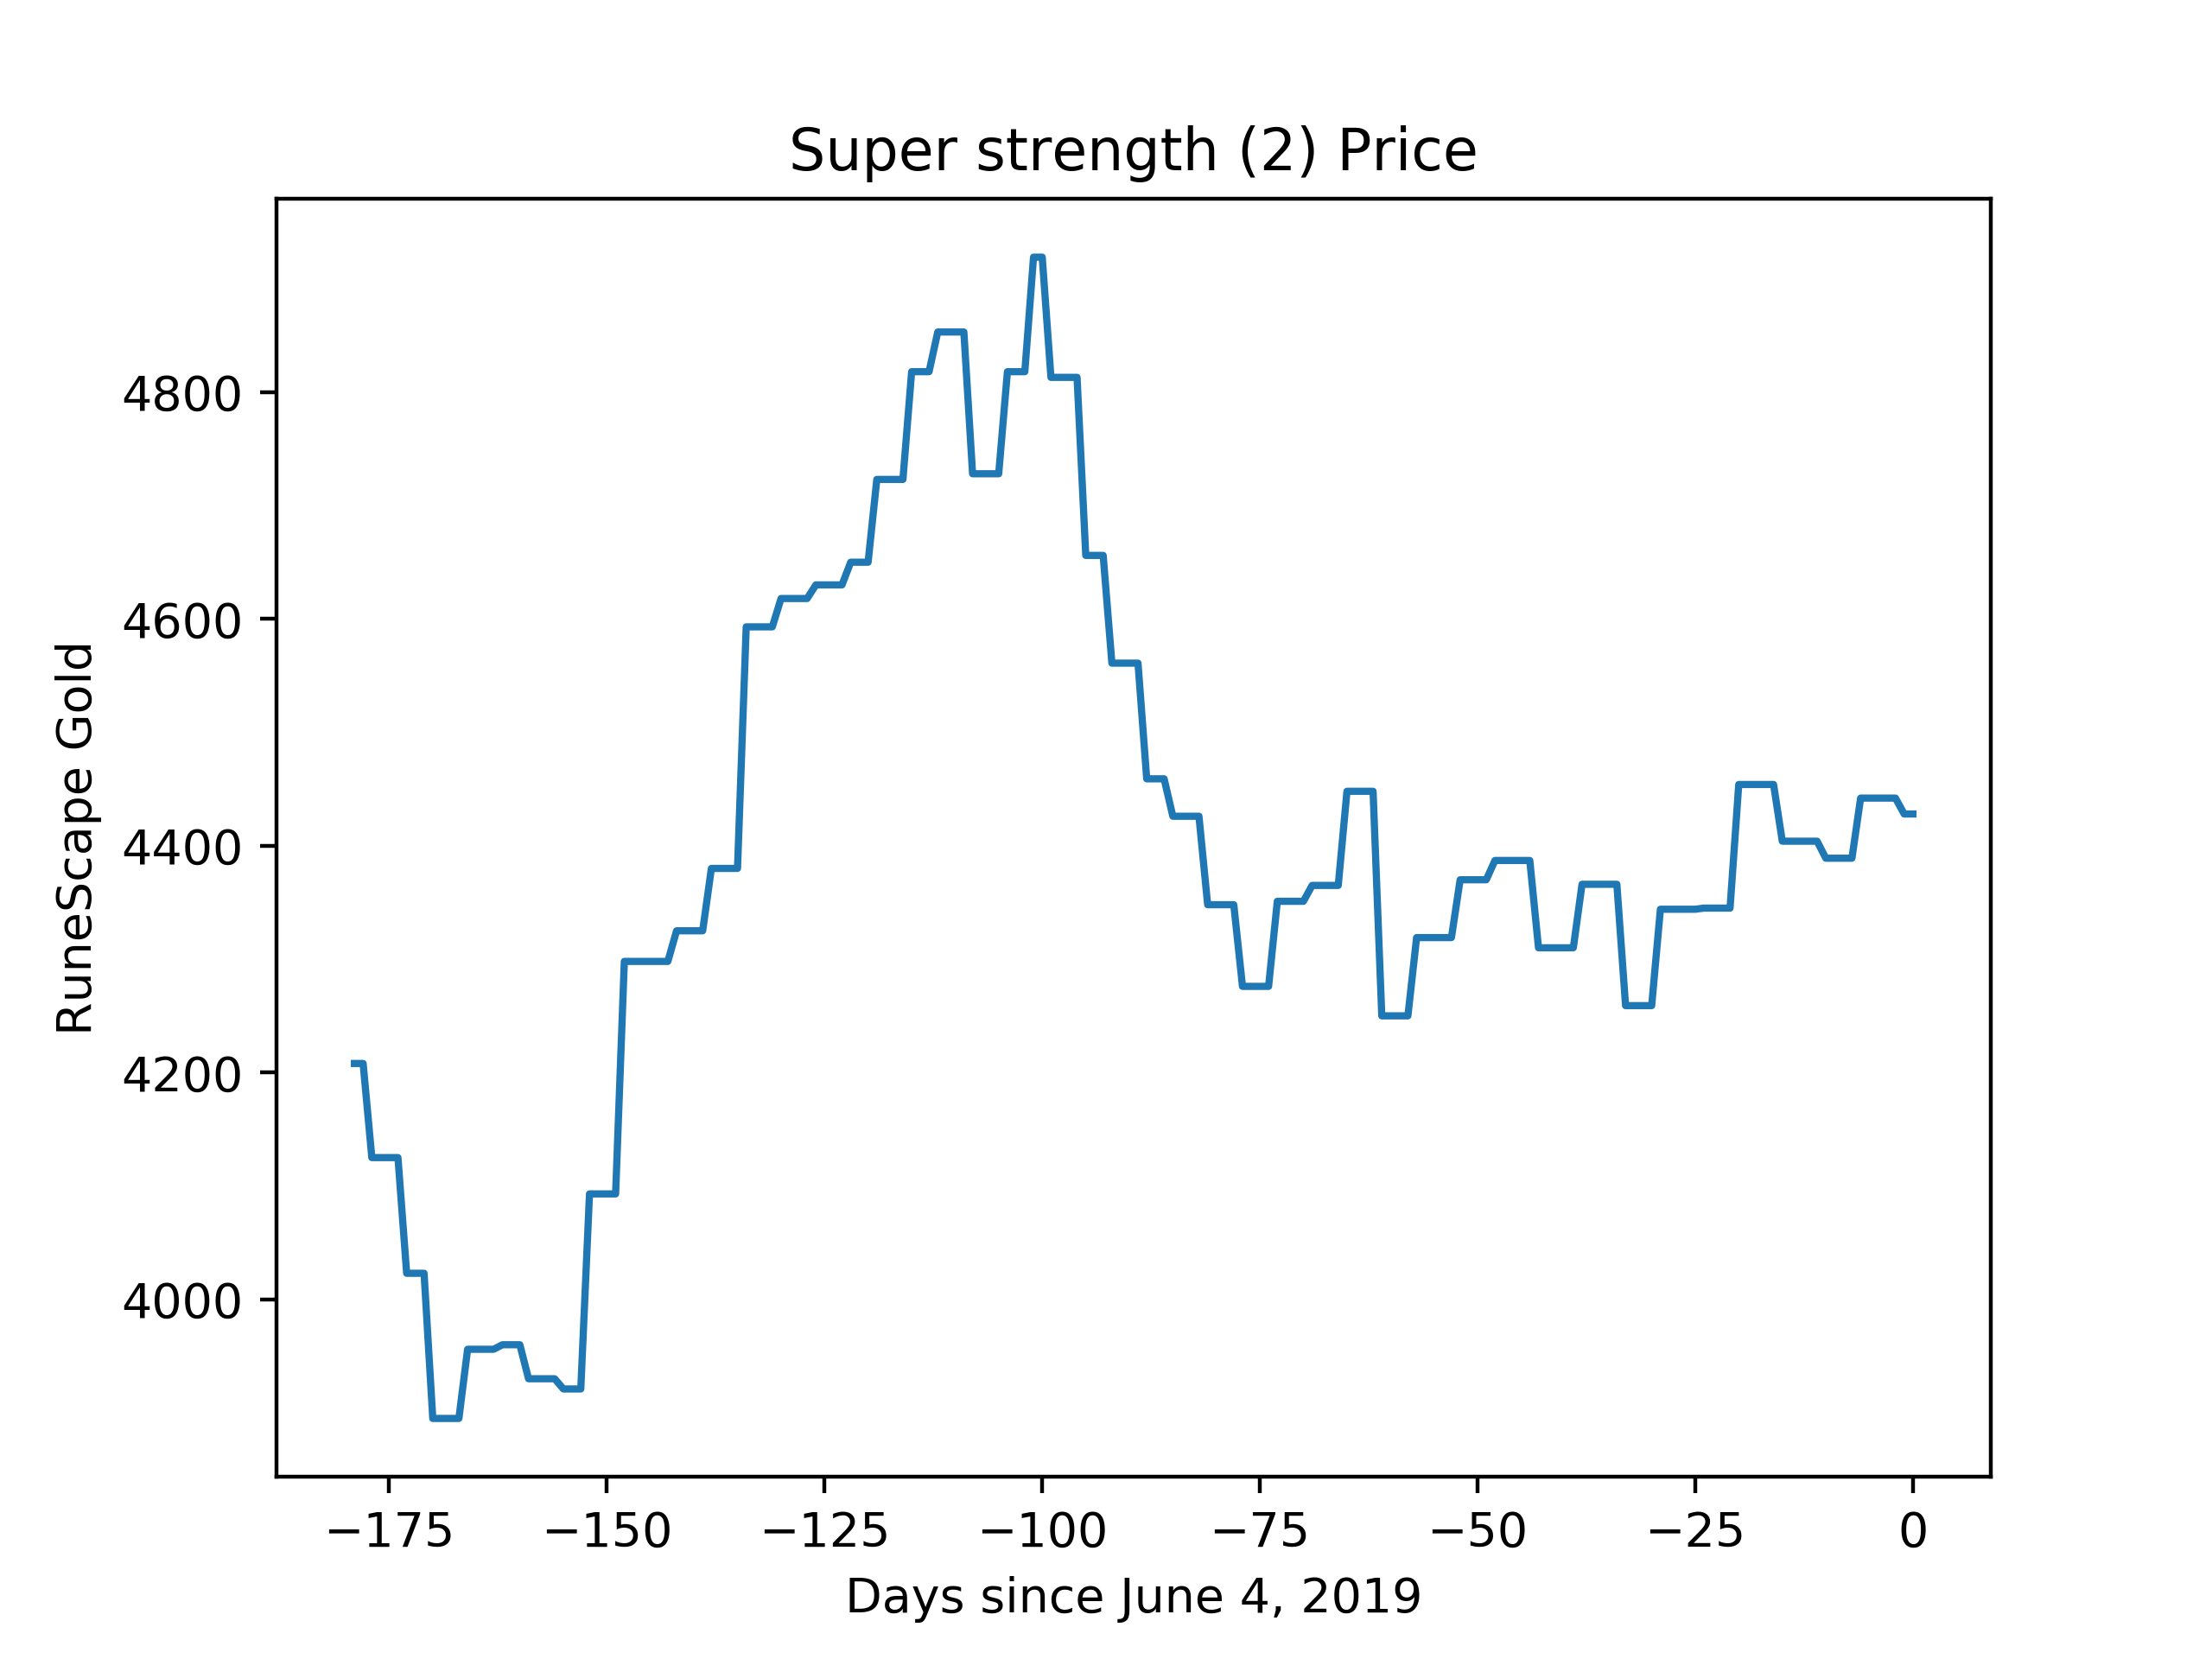 Super strength (2) Price
RuneScape Gold
4800
4600
4400
4200
4000
−175 −150 −125 −100 −75 −50 −25 0
Days since June 4, 2019